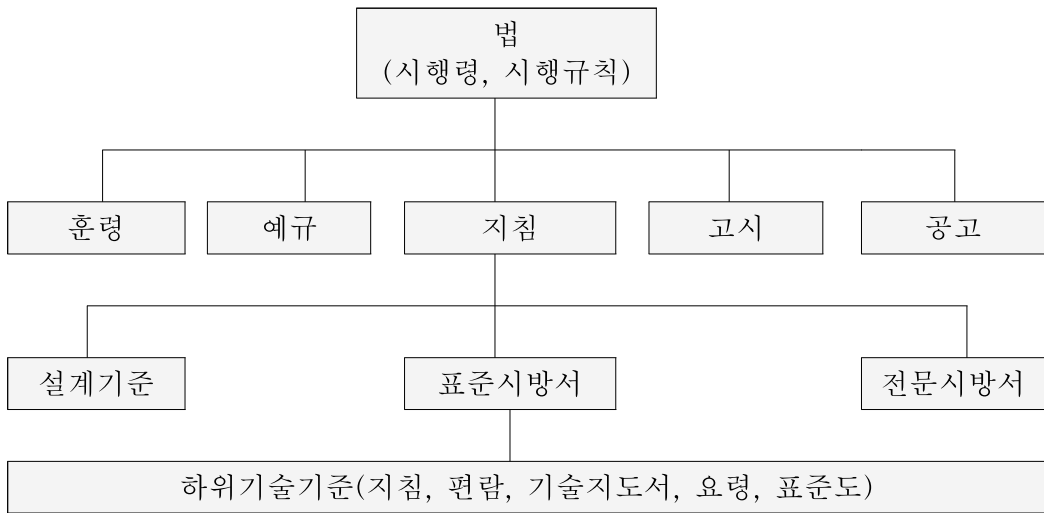 법
(시행령, 시행규칙)
훈령
예규
지침
고시
공고
설계기준
표준시방서
전문시방서
하위기술기준(지침, 편람, 기술지도서, 요령, 표준도)